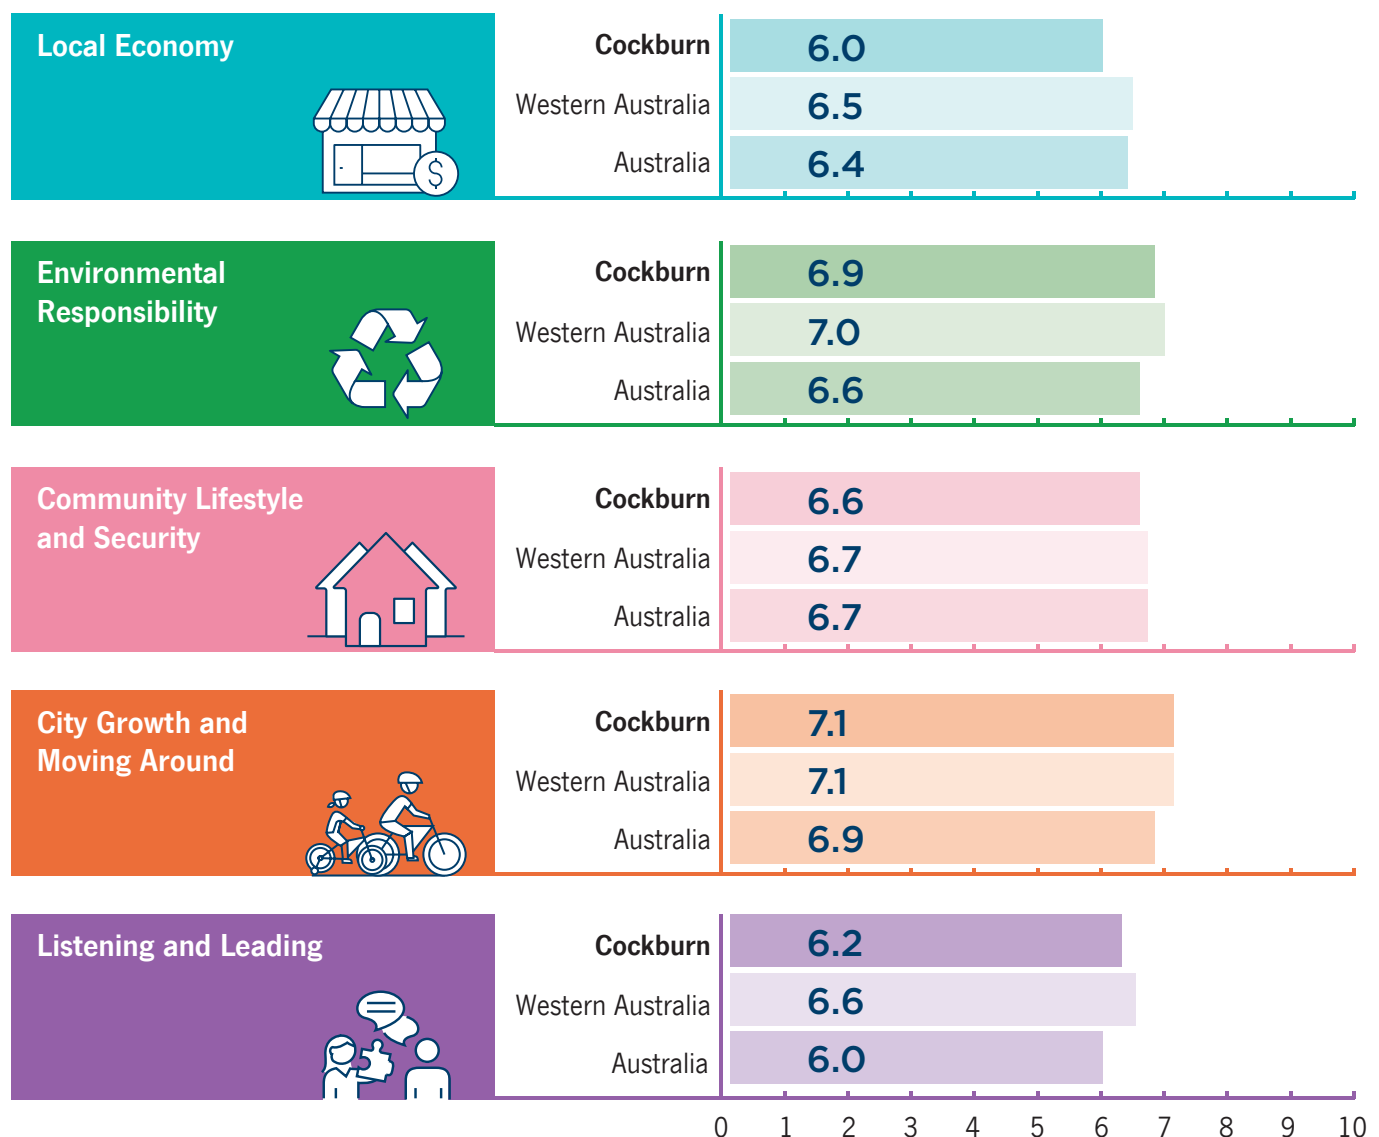 Local Economy
Cockburn 6.0
Western Australia 6.5
Australia 6.4
$
Environmental
Responsibility
Cockburn 6.9
Western Australia 7.0
Australia 6.6
Community Lifestyle
and Security
Cockburn 6.6
Western Australia 6.7
Australia 6.7
City Growth and
Moving Around
Cockburn 7.1
Western Australia 7.1
Australia 6.9
Listening and Leading
Cockburn 6.2
Western Australia 6.6
Australia 6.0
0 1 2 3 4 5 6 7 8 9 10